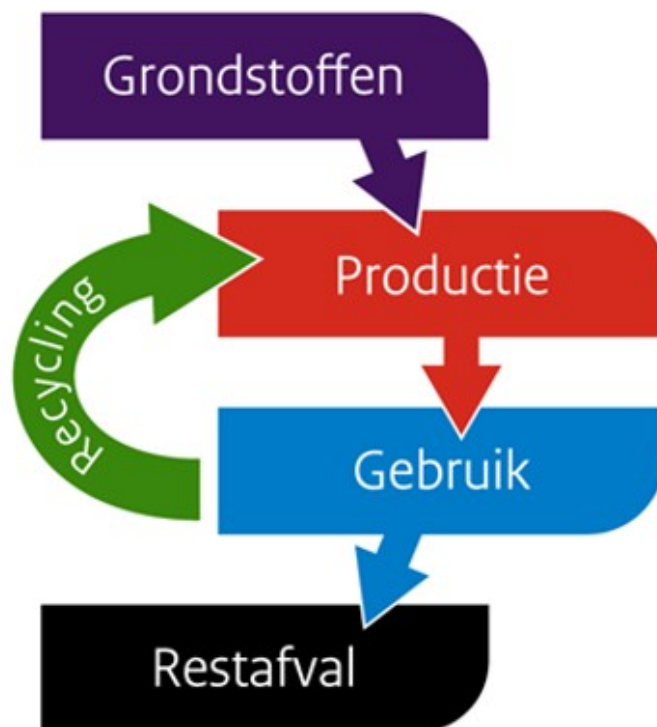 Grondstoffen
Productie
Recycling
Gebruik
Restafval